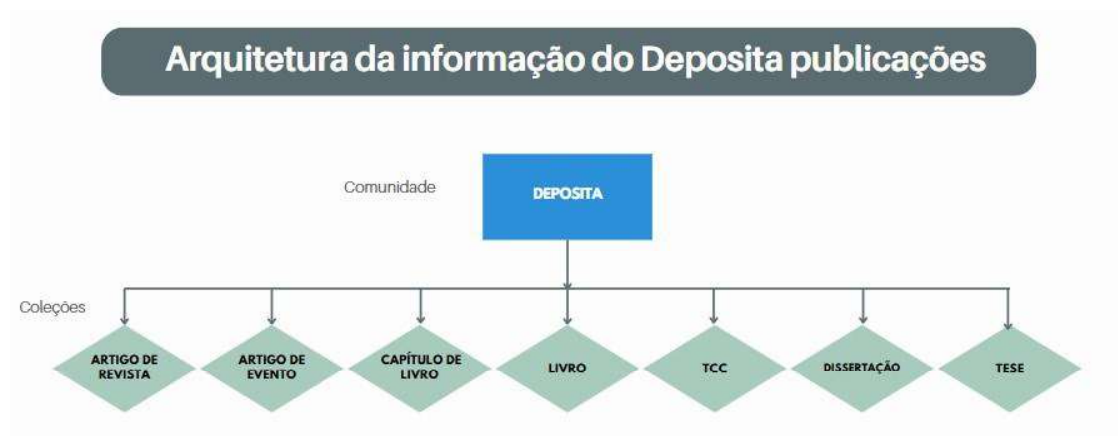 Arquitetura da informação do Deposita publicações
Comunidade
DEPOSITA
Coleções
ARTIGO DE
REVISTA
ARTIGO DE
EVENTO
CAPÍTULO DE
LIVRO
LIVRO
TCC
DISSERTAÇÃO
TESE